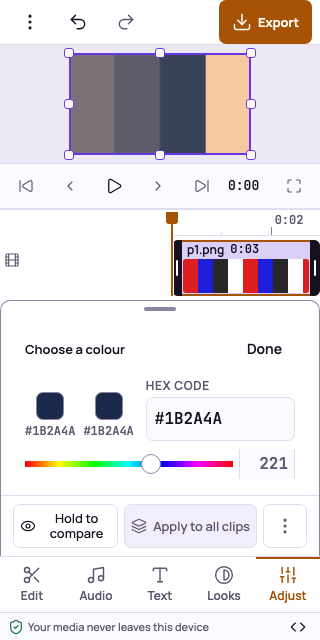 Export
0:00
0:02
p1.png 0:03
Choose a colour
Done
HEX CODE
#1B2A4A
#1B2A4A #1B2A4A
221
Hold to
compare
Apply to all clips
Edit
Audio
Text
Looks
Adjust
Your media never leaves this device